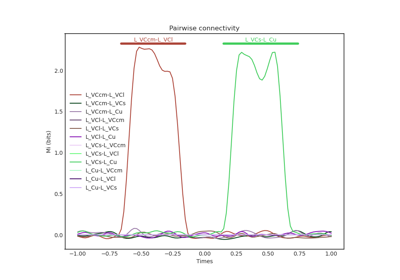 Pairwise connectivity
L_VCcm-L_VCl
L_VCs-L_Cu
MI (bits)
2.0
1.5
1.0
0.5
0.0
L_VCcm-L_VCl
L_VCcm-L_VCs
L_VCcm-L_Cu
L_VCl-L_VCcm
L_VCl-L_VCs
L_VCl-L_Cu
L_VCs-L_VCcm
L_VCs-L_VCl
L_VCs-L_Cu
L_Cu-L_VCcm
L_Cu-L_VCl
L_Cu-L_VCs
−1.00 −0.75 −0.50 −0.25 0.00 0.25 0.50 0.75 1.00
Times